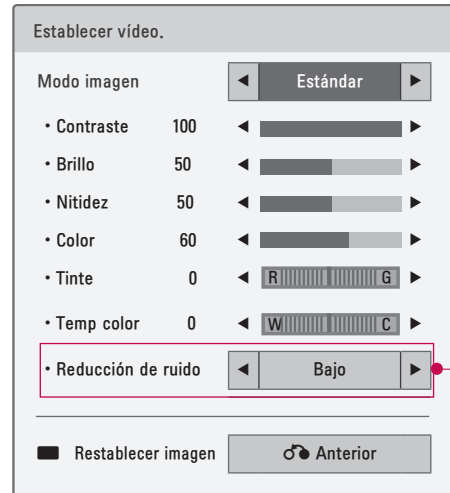 Establecer vídeo.
Modo imagen ◀ Estándar ▶
• Contraste 100 ◀ ▶
• Brillo 50 ◀ ▶
• Nitidez 50 ◀ ▶
• Color 60 ◀ ▶
• Tinte 0 ◀ R G ▶
• Temp color 0 ◀ W C ▶
• Reducción de ruido ◀ Bajo ▶
Restablecer imagen Anterior